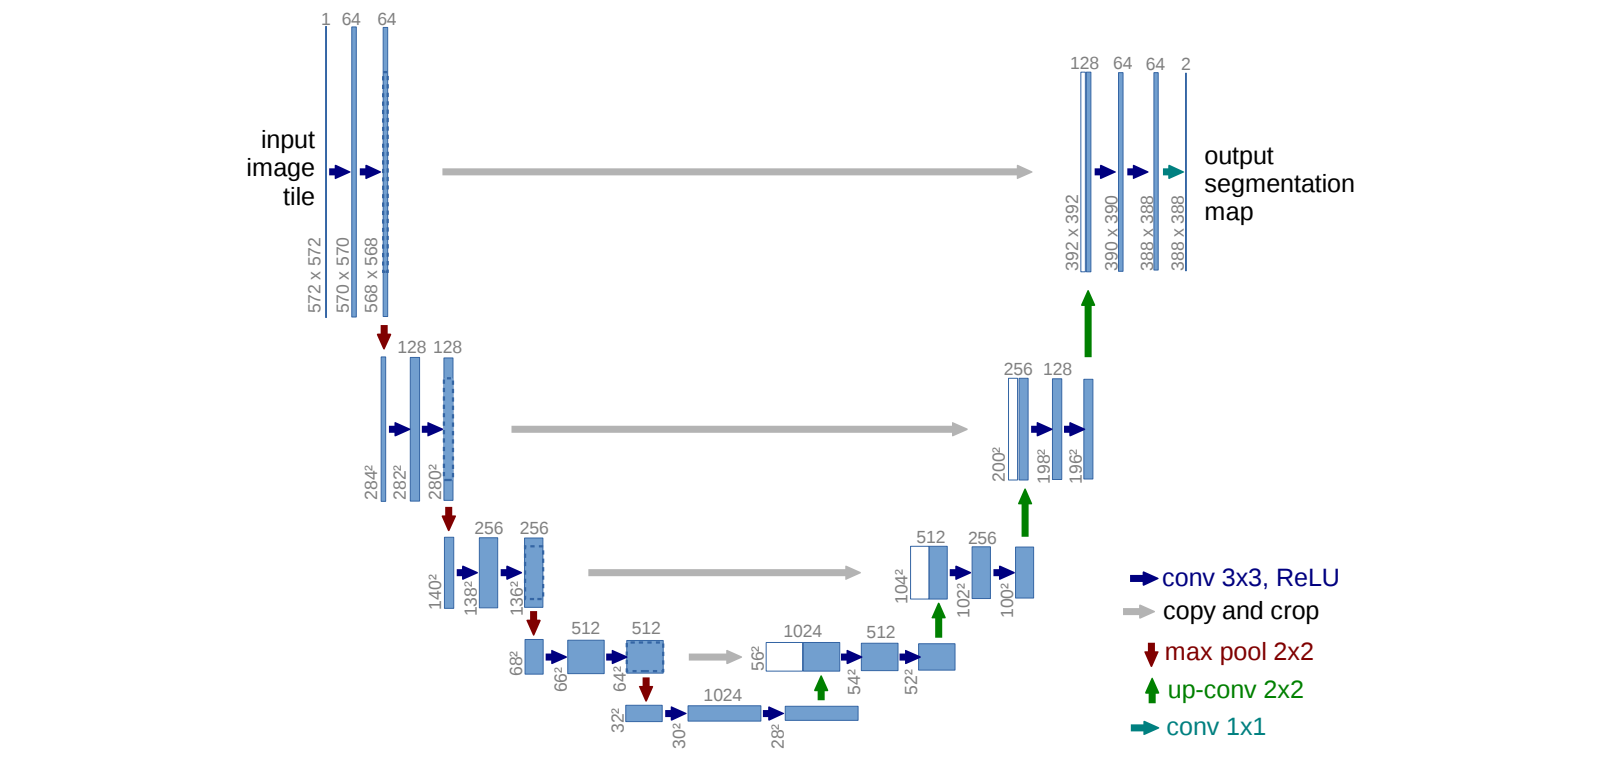 1 64 64
input
image
tile
572 x 572
570 x 570
568 x 568
128 64 64 2
output
segmentation
map
392 x 392
390 x 390
388 x 388
388 x 388
128 128
284²
282²
280²
256 128
200²
198²
196²
256 256
140²
138²
136²
512 256
104²
102²
100²
512 512
68²
66²
64²
1024 512
56²
54²
52²
1024
32²
30²
28²
conv 3x3, ReLU
copy and crop
max pool 2x2
up-conv 2x2
conv 1x1